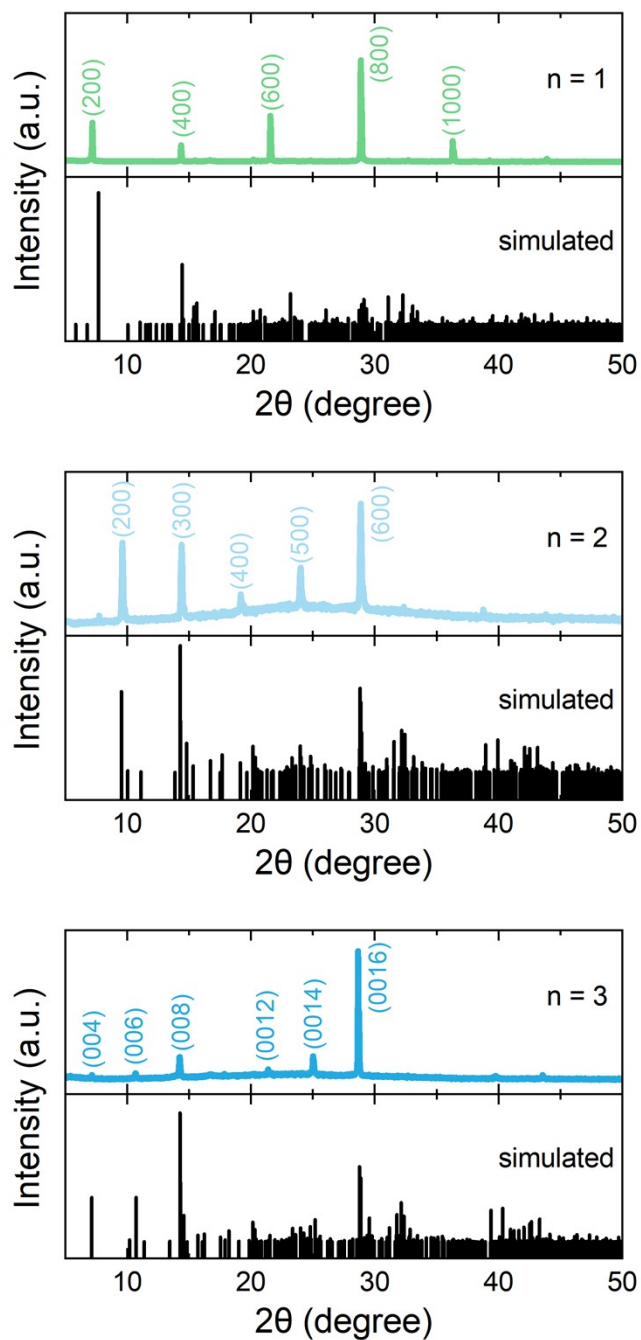 Intensity (a.u.)
(200)
(400)
(600)
(800)
(1000)
n = 1
simulated
10
20
30
40
50
2θ (degree)
Intensity (a.u.)
(200)
(300)
(400)
(500)
(600)
n = 2
simulated
10
20
30
40
50
2θ (degree)
Intensity (a.u.)
(004)
(006)
(008)
(0012)
(0014)
(0016)
n = 3
simulated
10
20
30
40
50
2θ (degree)